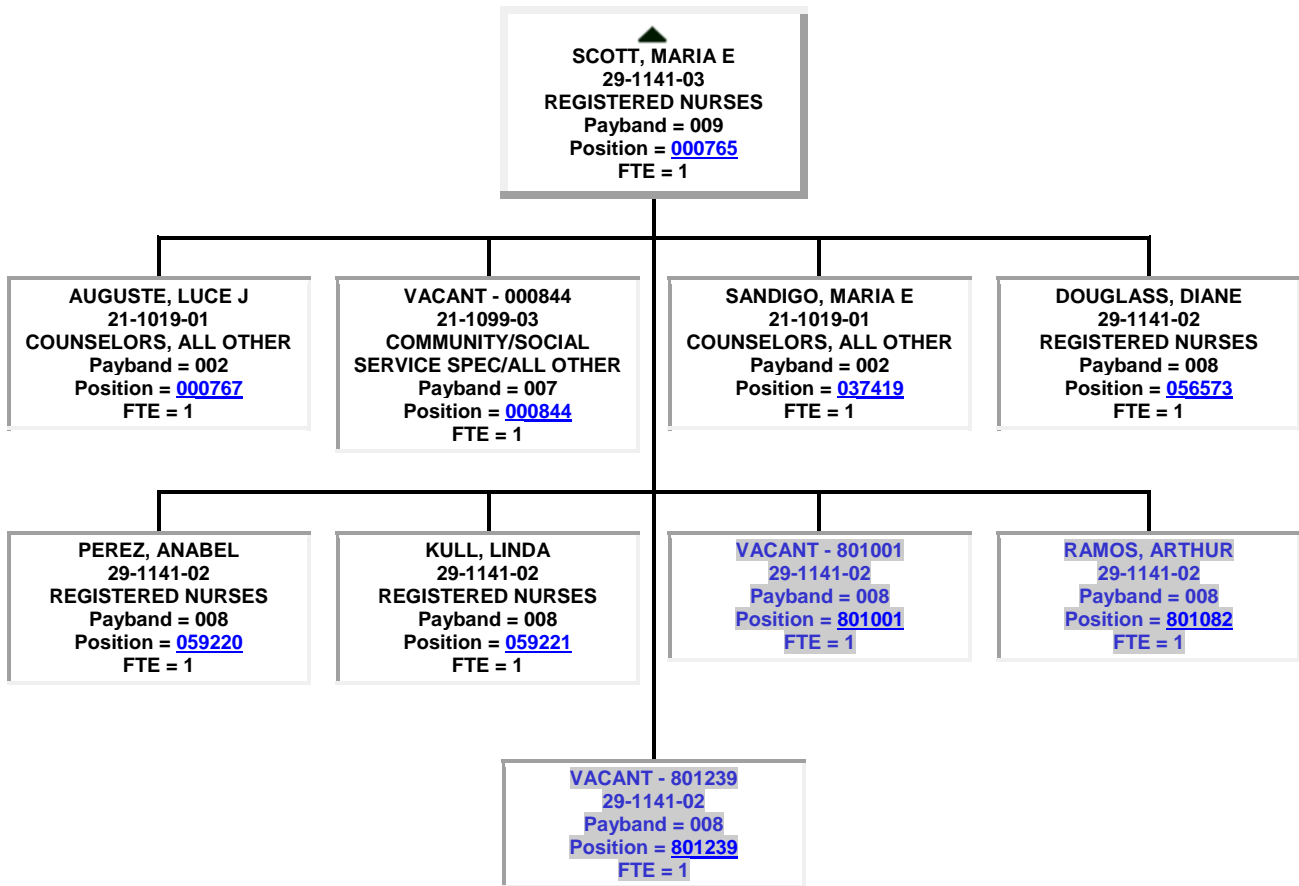 SCOTT, MARIA E
29-1141-03
REGISTERED NURSES
Payband = 009
Position = 000765
FTE = 1
AUGUSTE, LUCE J
21-1019-01
COUNSELORS, ALL OTHER
Payband = 002
Position = 000767
FTE = 1
VACANT - 000844
21-1099-03
COMMUNITY/SOCIAL
SERVICE SPEC/ALL OTHER
Payband = 007
Position = 000844
FTE = 1
SANDIGO, MARIA E
21-1019-01
COUNSELORS, ALL OTHER
Payband = 002
Position = 037419
FTE = 1
DOUGLASS, DIANE
29-1141-02
REGISTERED NURSES
Payband = 008
Position = 056573
FTE = 1
PEREZ, ANABEL
29-1141-02
REGISTERED NURSES
Payband = 008
Position = 059220
FTE = 1
KULL, LINDA
29-1141-02
REGISTERED NURSES
Payband = 008
Position = 059221
FTE = 1
VACANT - 801001
29-1141-02
Payband = 008
Position = 801001
FTE = 1
RAMOS, ARTHUR
29-1141-02
Payband = 008
Position = 801082
FTE = 1
VACANT - 801239
29-1141-02
Payband = 008
Position = 801239
FTE = 1